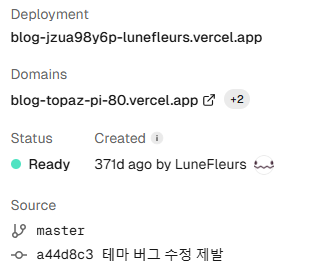 Deployment
blog-jzua98y6p-lunefleurs.vercel.app
Domains
blog-topaz-pi-80.vercel.app +2
Status Created
Ready 371d ago by LuneFleurs
Source
master
a44d8c3 테마 버그 수정 제발